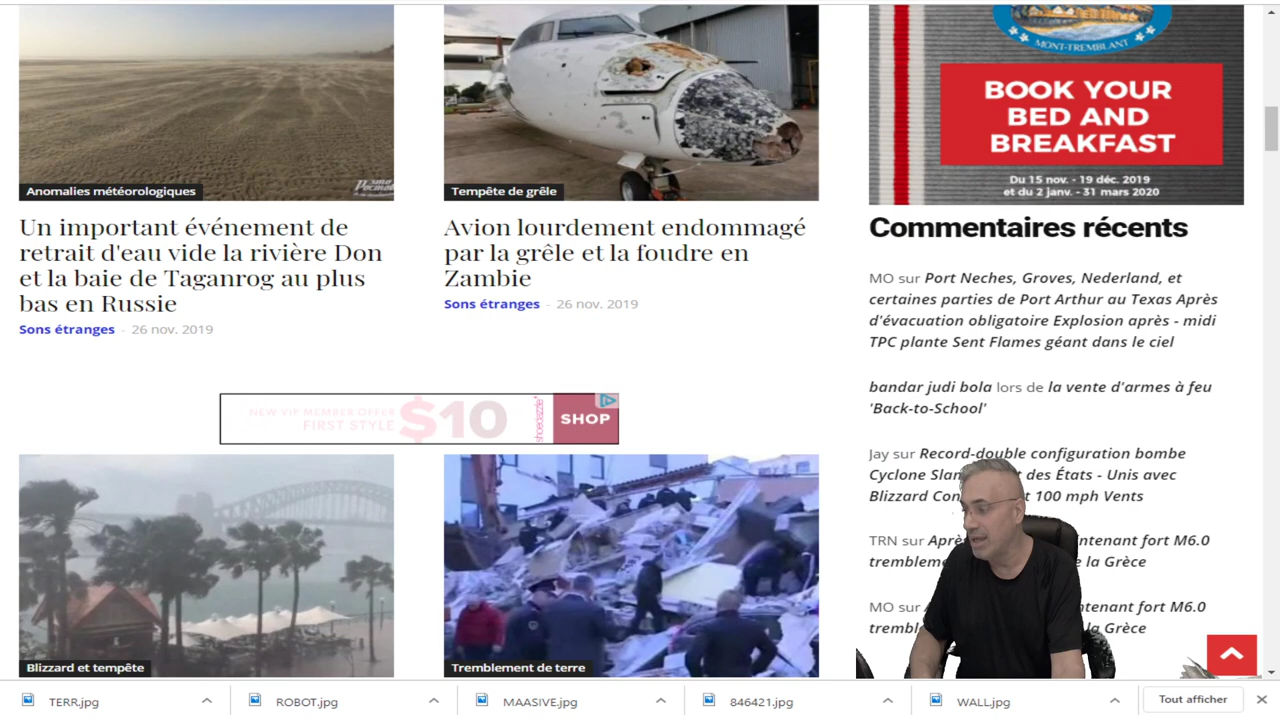 Anomalies météorologiques
Un important événement de
retrait d'eau vide la rivière Don
et la baie de Taganrog au plus
bas en Russie
Sons étranges - 26 nov. 2019
Tempête de grêle
Avion lourdement endommagé
par la grêle et la foudre en
Zambie
Sons étranges - 26 nov. 2019
NEW VIP MEMBER OFFER
FIRST STYLE
$10
shoedazzle
SHOP
Blizzard et tempête
Tremblement de terre
MONT-TREMBLANT
BOOK YOUR
BED AND
BREAKFAST
Du 15 nov. - 19 déc. 2019
et du 2 janv. - 31 mars 2020
Commentaires récents
MO sur Port Neches, Groves, Nederland, et
certaines parties de Port Arthur au Texas Après
d'évacuation obligatoire Explosion après - midi
TPC plante Sent Flames géant dans le ciel
bandar judi bola lors de la vente d'armes à feu
'Back-to-School'
Jay sur Record-double configuration bombe
Cyclone des États - Unis avec
Blizzard 100 mph Vents
TRN sur fort M6.0
la Grèce
MO sur fort M6.0
la Grèce
TERR.jpg
ROBOT.jpg
MAASIVE.jpg
846421.jpg
WALL.jpg
Tout afficher